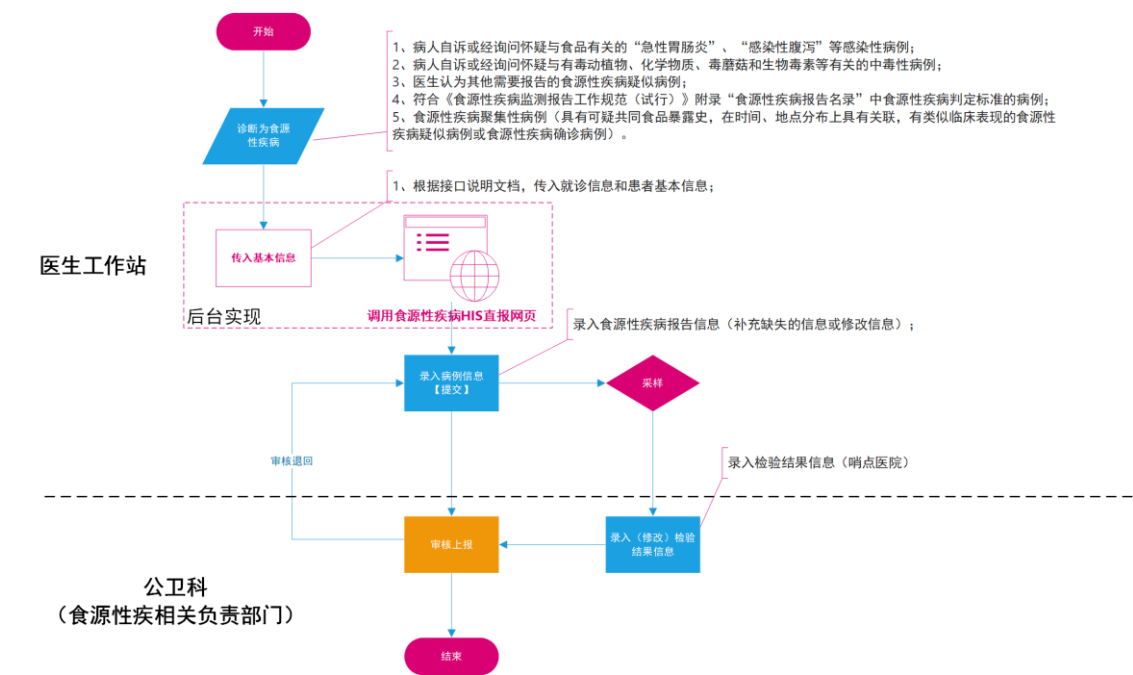 开始
1、病人自诉或经询问怀疑与食品有关的“急性胃肠炎”、“感染性腹泻”等感染性病例；
2、病人自诉或经询问怀疑与有毒动植物、化学物质、毒蘑菇和生物毒素等有关的中毒性病例；
3、医生认为其他需要报告的食源性疾病疑似病例；
4、符合《食源性疾病监测报告工作规范（试行）》附录“食源性疾病报告名录”中食源性疾病判定标准的病例；
5、食源性疾病聚集性病例（具有可疑共同食品暴露史，在时间、地点分布上具有关联，有类似临床表现的食源性
疾病疑似病例或食源性疾病确诊病例）。
诊断为食源
性疾病
1、根据接口说明文档，传入就诊信息和患者基本信息；
医生工作站
传入基本信息
后台实现
调用食源性疾病HIS直报网页
录入食源性疾病报告信息（补充缺失的信息或修改信息）；
录入病例信息
【提交】
采样
审核退回
录入检验结果信息（哨点医院）
审核上报
录入（修改）检验
结果信息
公卫科
（食源性疾相关负责部门）
结束